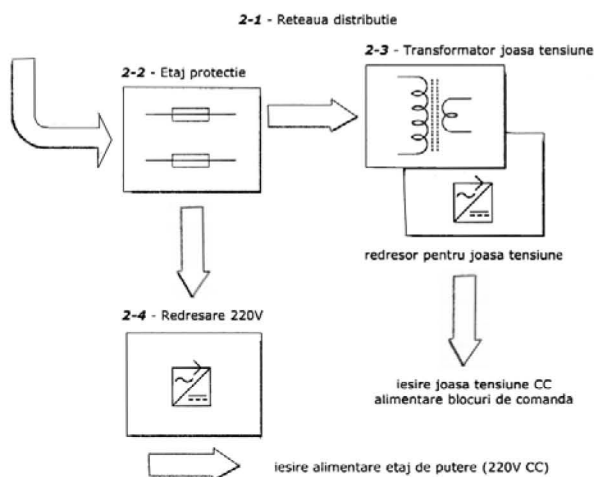 2-1 - Reteaua distributie
2-2 - Etaj protectie
2-3 - Transformator joasa tensiune
redresor pentru joasa tensiune
2-4 - Redresare 220V
iesire joasa tensiune CC
alimentare blocuri de comanda
iesire alimentare etaj de putere (220V CC)